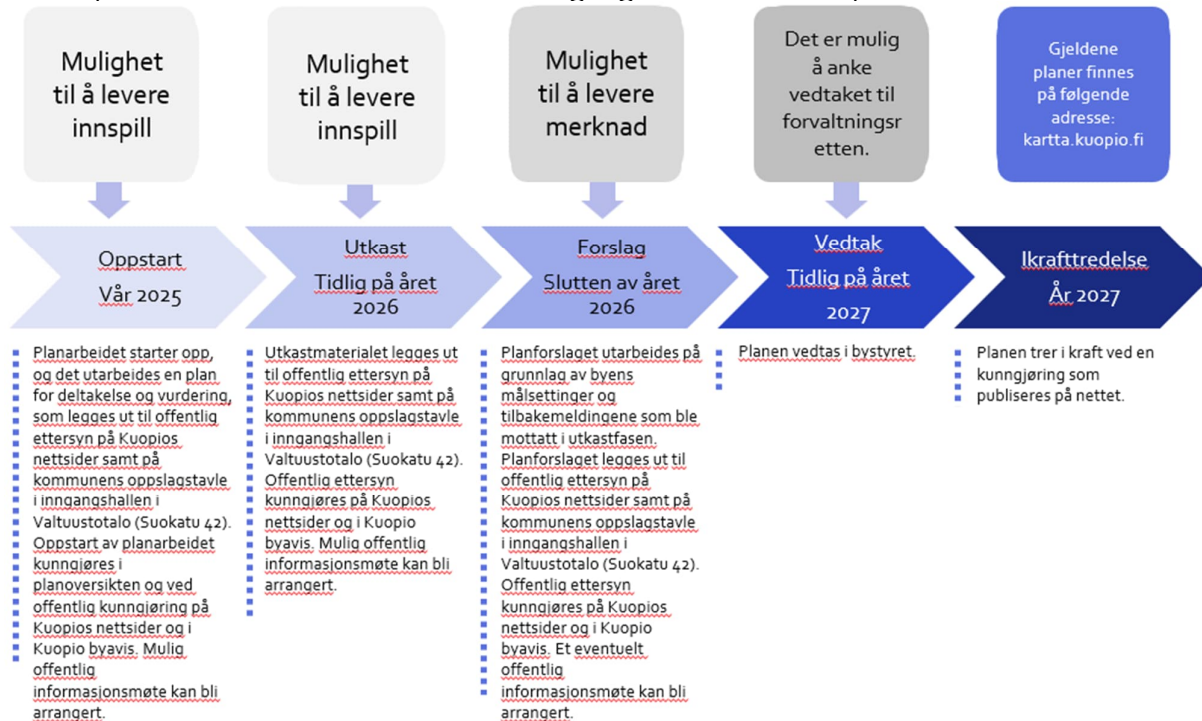 Mulighet
til å levere
innspill
Mulighet
til å levere
innspill
Mulighet
til å levere
merknad
Det er mulig
å anke
vedtaket til
forvaltningsr
etten.
Gjeldene
planer finnes
på følgende
adresse:
kartta.kuopio.fi
Oppstart
Vår 2025
Utkast
Tidlig på året
2026
Forslag
Slutten av året
2026
Vedtak
Tidlig på året
2027
Ikrafttredelse
År 2027
Planarbeidet starter opp,
og det utarbeides en plan
for deltakelse og vurdering,
som legges ut til offentlig
ettersyn på Kuopios
nettsider samt på
kommunens oppslagstavle
i inngangshallen i
Valtuustotalo (Suokatu 42).
Oppstart av planarbeidet
kunngjøres i
planoversikten og ved
offentlig kunngjøring på
Kuopios nettsider og i
Kuopio byavis. Mulig
offentlig
informasjonsmøte kan bli
arrangert.
Utkastmaterialet legges ut
til offentlig ettersyn på
Kuopios nettsider samt på
kommunens oppslagstavle
i inngangshallen i
Valtuustotalo (Suokatu 42).
Offentlig ettersyn
kunngjøres på Kuopios
nettsider og i Kuopio
byavis. Mulig offentlig
informasjonsmøte kan bli
arrangert.
Planforslaget utarbeides på
grunnlag av byens
målsettinger og
tilbakemeldingene som ble
mottatt i utkastfasen.
Planforslaget legges ut til
offentlig ettersyn på
Kuopios nettsider samt på
kommunens oppslagstavle
i inngangshallen i
Valtuustotalo (Suokatu 42).
Offentlig ettersyn
kunngjøres på Kuopios
nettsider og i Kuopio
byavis. Et eventuelt
offentlig
informasjonsmøte kan bli
arrangert.
Planen vedtas i bystyret.
Planen trer i kraft ved en
kunngjøring som
publiseres på nettet.